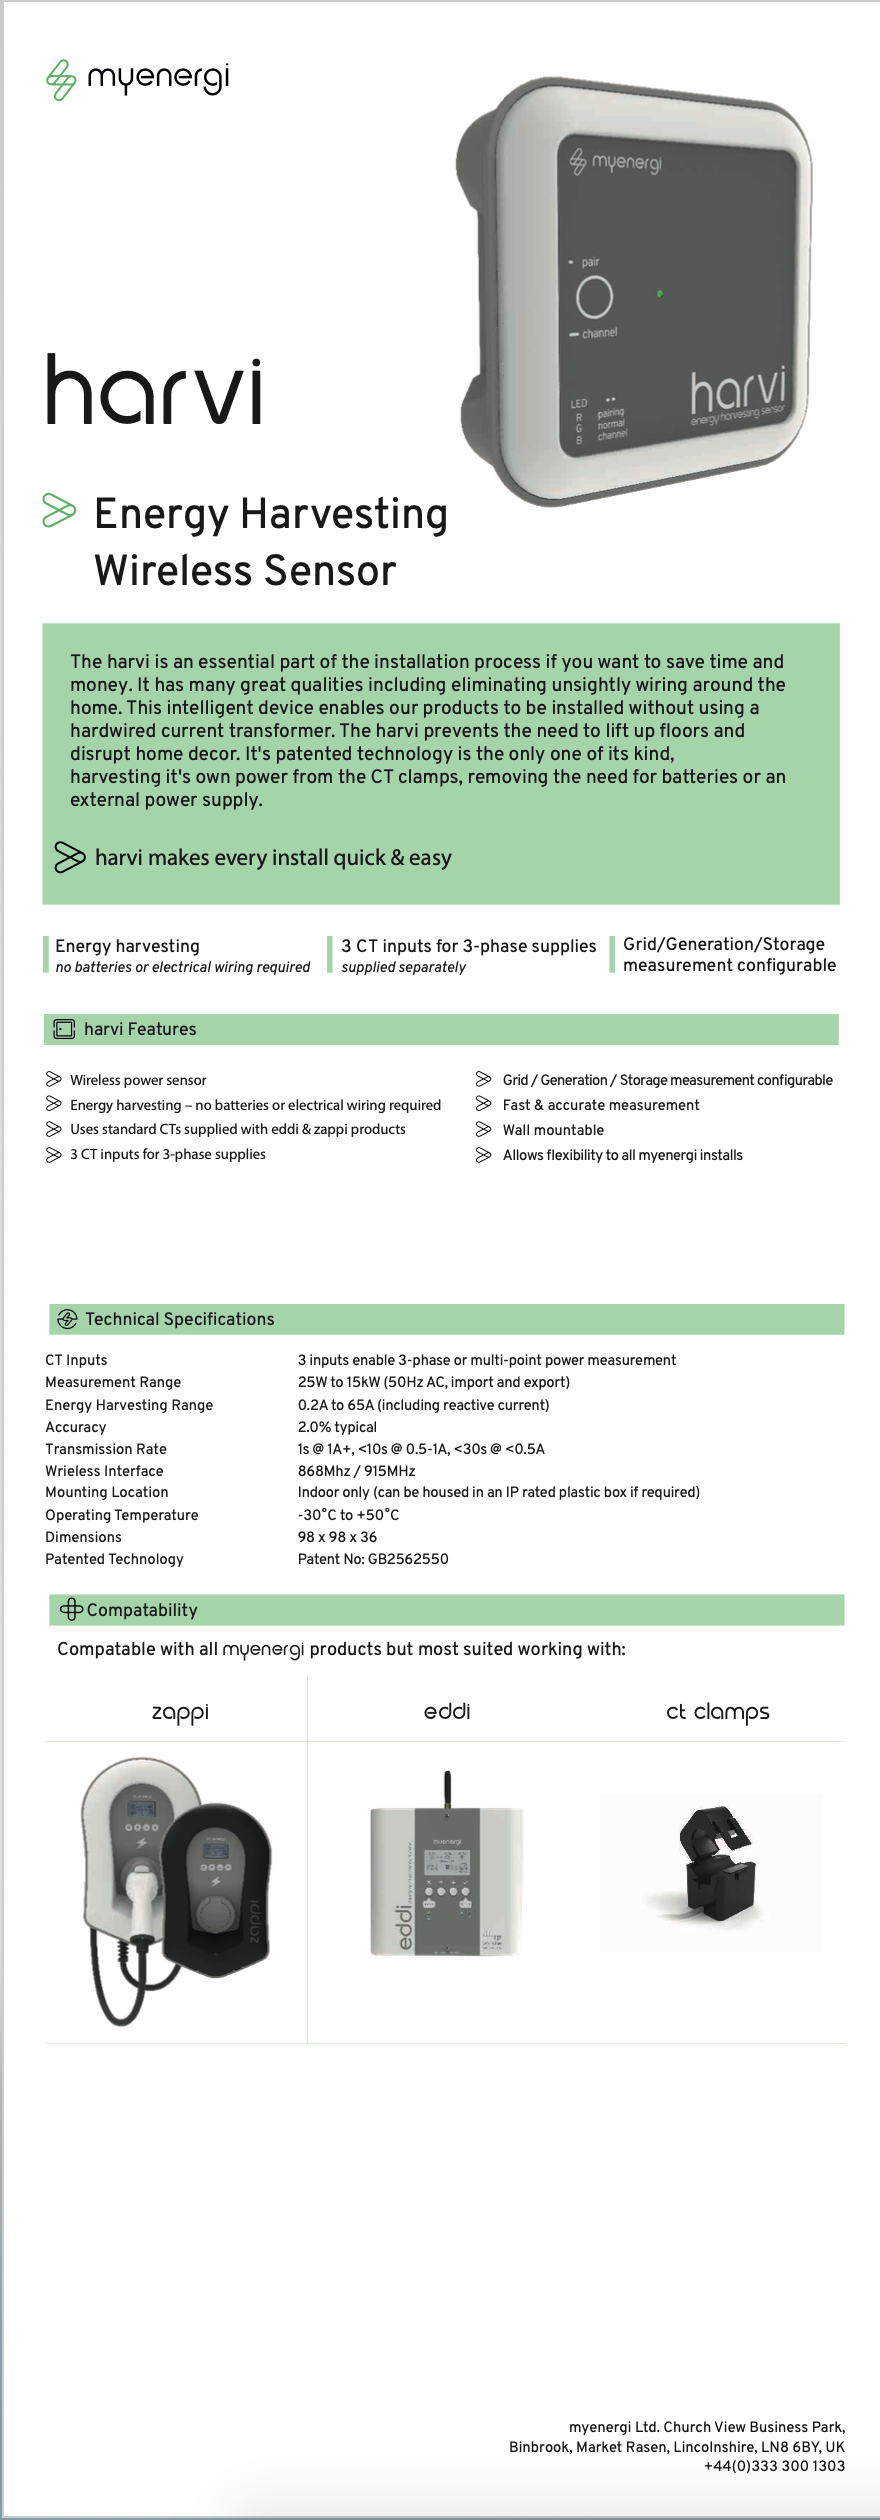 myenergi
myenergi
pair
channel
LED
R pairing
G normal
B channel
harvi
energy harvesting sensor
harvi
Energy Harvesting
Wireless Sensor
The harvi is an essential part of the installation process if you want to save time and
money. It has many great qualities including eliminating unsightly wiring around the
home. This intelligent device enables our products to be installed without using a
hardwired current transformer. The harvi prevents the need to lift up floors and
disrupt home decor. It's patented technology is the only one of its kind,
harvesting it's own power from the CT clamps, removing the need for batteries or an
external power supply.
harvi makes every install quick & easy
Energy harvesting
no batteries or electrical wiring required
3 CT inputs for 3-phase supplies
supplied separately
Grid/Generation/Storage
measurement configurable
harvi Features
Wireless power sensor
Energy harvesting – no batteries or electrical wiring required
Uses standard CTs supplied with eddi & zappi products
3 CT inputs for 3-phase supplies
Grid / Generation / Storage measurement configurable
Fast & accurate measurement
Wall mountable
Allows flexibility to all myenergi installs
Technical Specifications
CT Inputs 3 inputs enable 3-phase or multi-point power measurement
Measurement Range 25W to 15kW (50Hz AC, import and export)
Energy Harvesting Range 0.2A to 65A (including reactive current)
Accuracy 2.0% typical
Transmission Rate 1s @ 1A+, <10s @ 0.5-1A, <30s @ <0.5A
Wrieless Interface 868Mhz / 915MHz
Mounting Location Indoor only (can be housed in an IP rated plastic box if required)
Operating Temperature -30°C to +50°C
Dimensions 98 x 98 x 36
Patented Technology Patent No: GB2562550
Compatability
Compatable with all myenergi products but most suited working with:
zappi eddi ct clamps
zappi
myenergi
eddi
myenergi Ltd. Church View Business Park,
Binbrook, Market Rasen, Lincolnshire, LN8 6BY, UK
+44(0)333 300 1303